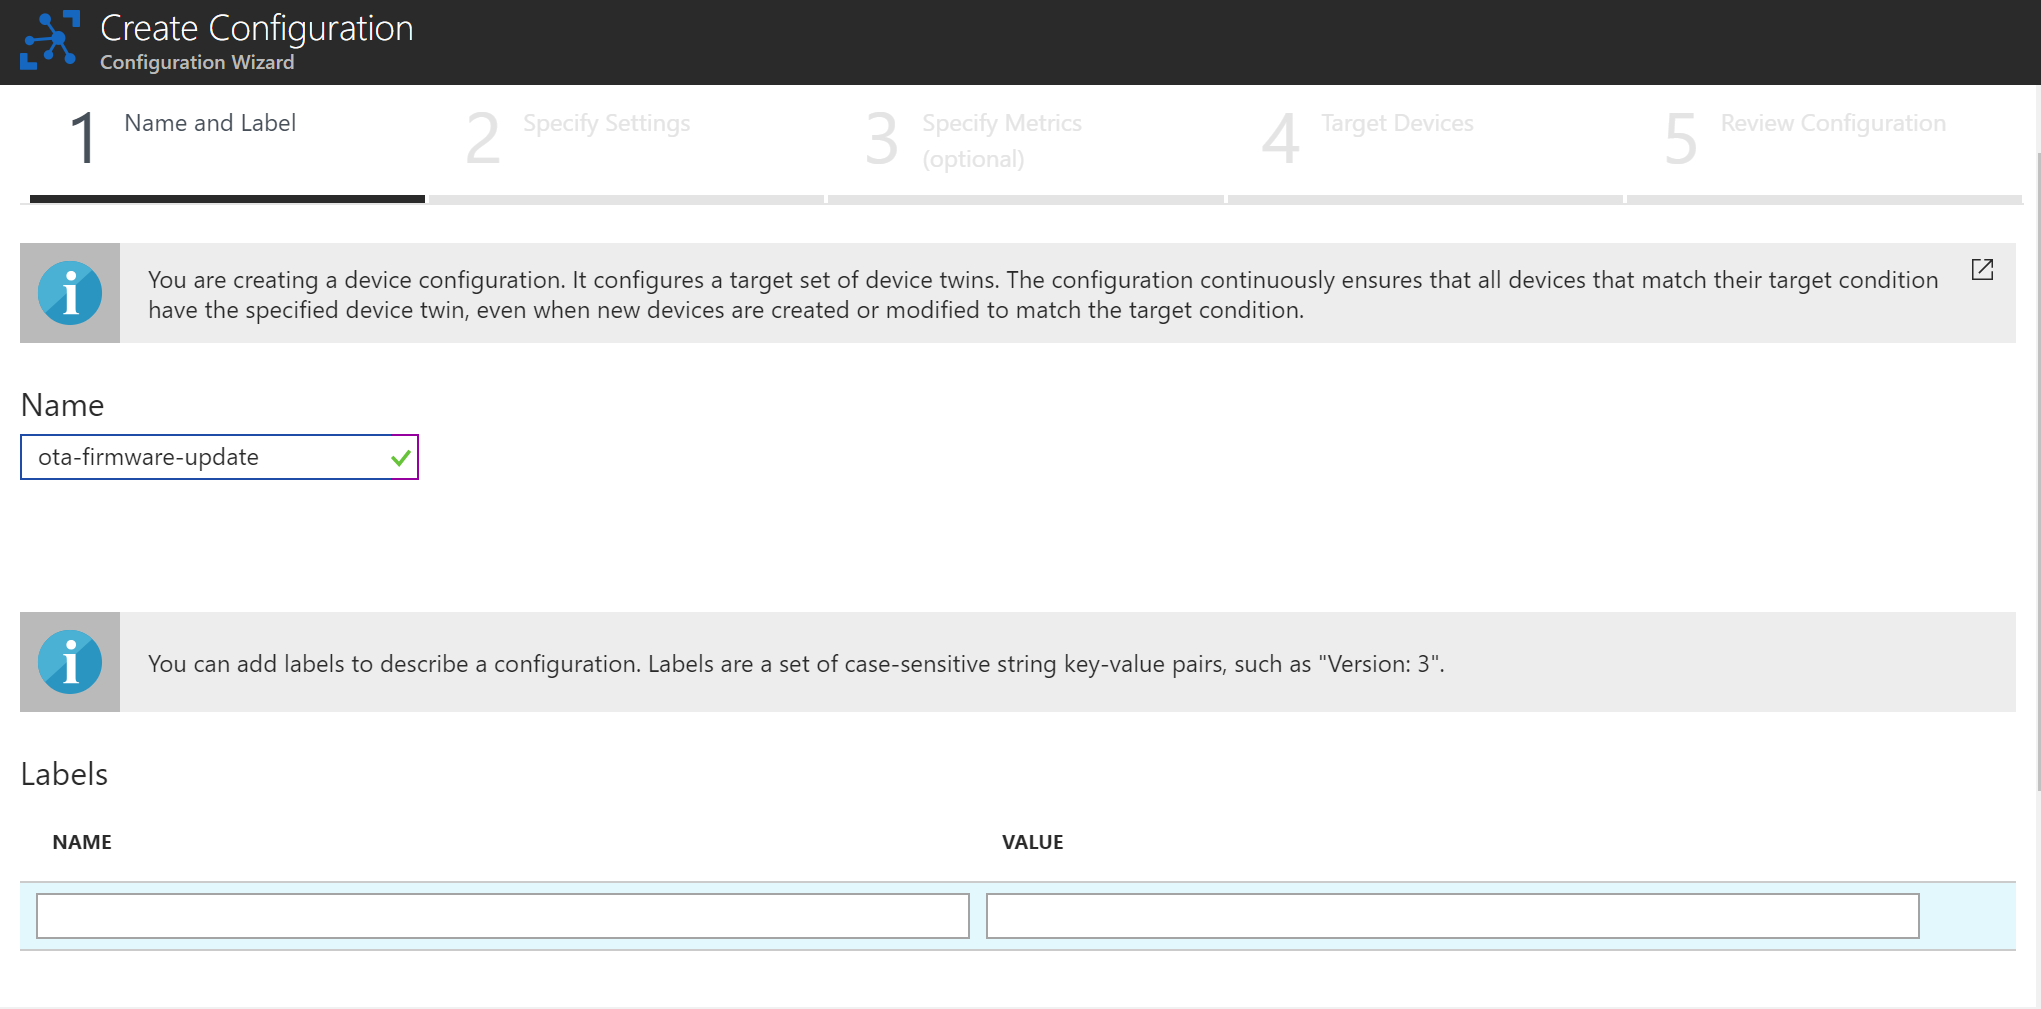 Create Configuration
Configuration Wizard
1 Name and Label
2 Specify Settings
3 Specify Metrics
(optional)
4 Target Devices
5 Review Configuration
You are creating a device configuration. It configures a target set of device twins. The configuration continuously ensures that all devices that match their target condition
have the specified device twin, even when new devices are created or modified to match the target condition.
Name
ota-firmware-update
You can add labels to describe a configuration. Labels are a set of case-sensitive string key-value pairs, such as "Version: 3".
Labels
NAME VALUE